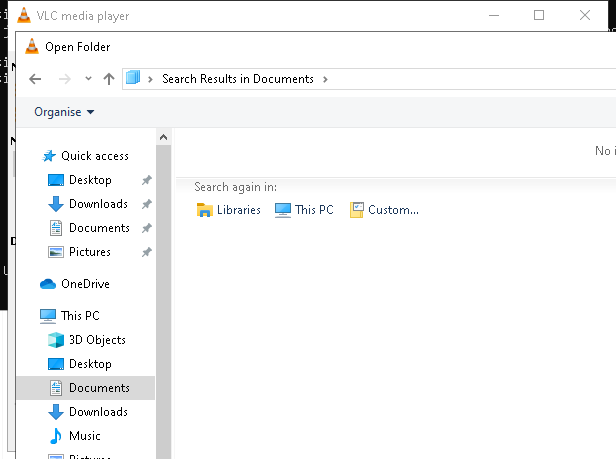 VLC media player
Open Folder
Search Results in Documents
Organise
Quick access
Desktop
Downloads
Documents
Pictures
OneDrive
This PC
3D Objects
Desktop
Documents
Downloads
Music
No
Search again in:
Libraries
This PC
Custom...